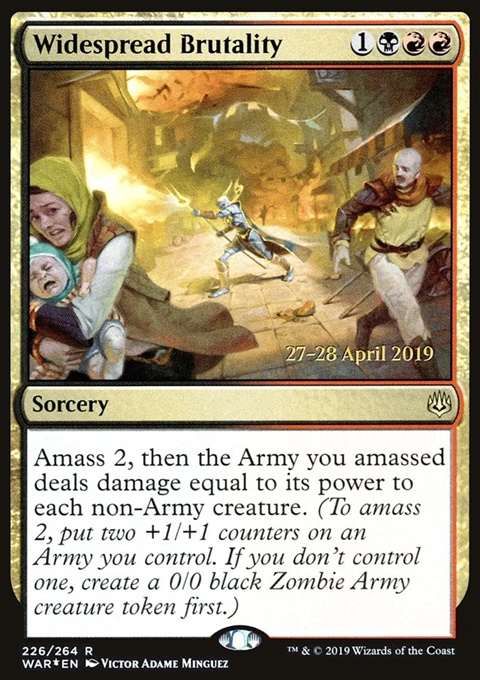 Widespread Brutality 1
27–28 April 2019
Sorcery
Amass 2, then the Army you amassed
deals damage equal to its power to
each non-Army creature. (To amass
2, put two +1/+1 counters on an
Army you control. If you don't control
one, create a 0/0 black Zombie Army
creature token first.)
226/264 R
WAR★EN Victor Adame Minguez
™ & © 2019 Wizards of the Coast